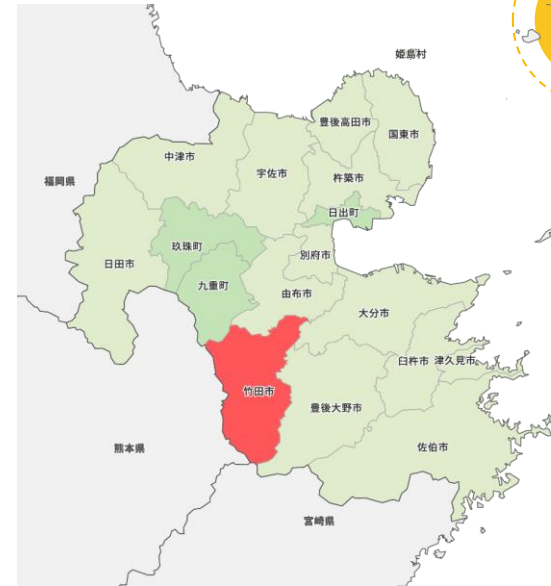 姫島村
豊後高田市
国東市
中津市
宇佐市
杵築市
福岡県
日出町
玖珠町
別府市
日田市
九重町
由布市
大分市
臼杵市
津久見市
竹田市
豊後大野市
熊本県
佐伯市
宮崎県